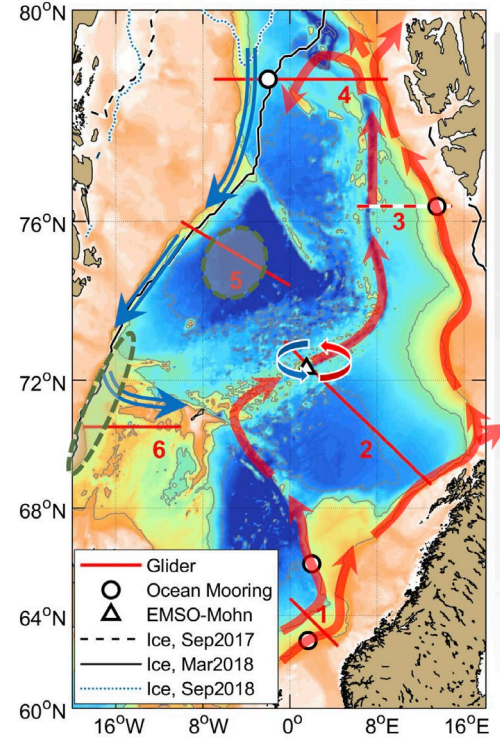 80°N
4
76°N
3
5
72°N
2
6
68°N
Glider
Ocean Mooring
EMSO-Mohn
64°N
Ice, Sep2017
Ice, Mar2018
Ice, Sep2018
60°N
16°W 8°W 0° 8°E 16°E